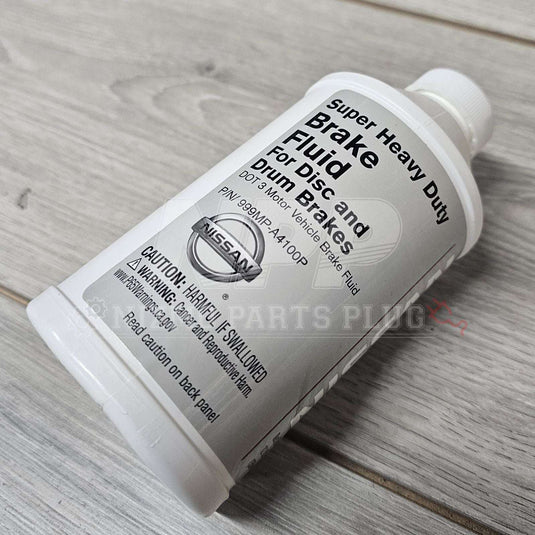 Super Heavy Duty
Brake
Fluid
For Disc and
Drum Brakes
DOT 3 Motor Vehicle Brake Fluid
P/N/ 999MP-A4100P
NISSAN
®
CAUTION: HARMFUL IF SWALLOWED
⚠WARNING: Cancer and Reproductive Harm.
www.P65Warnings.ca.gov
Read caution on back panel
PARTS PLUG